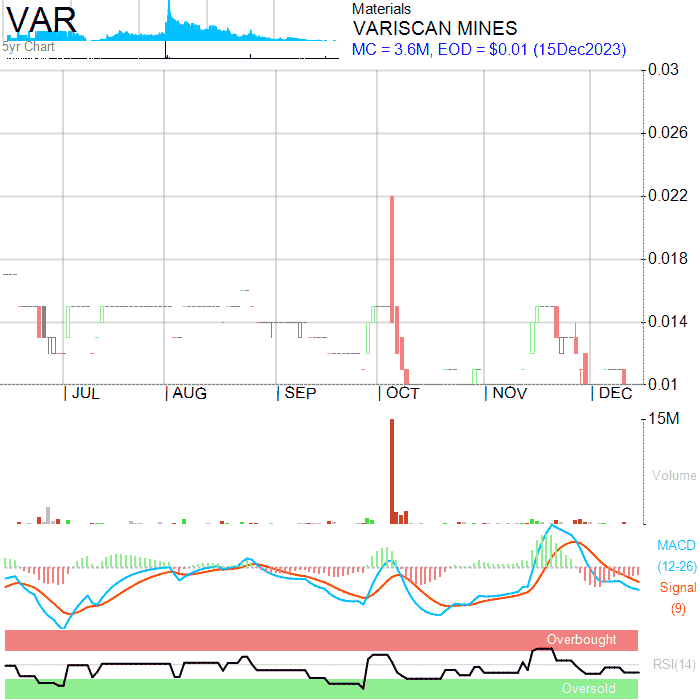 VAR
5yr Chart
Materials
VARISCAN MINES
MC = 3.6M, EOD = $0.01 (15Dec2023)
0.03
0.026
0.022
0.018
0.014
0.01
JUL AUG SEP OCT NOV DEC
15M
Volume
MACD
(12-26)
Signal
(9)
Overbought
RSI(14)
Oversold